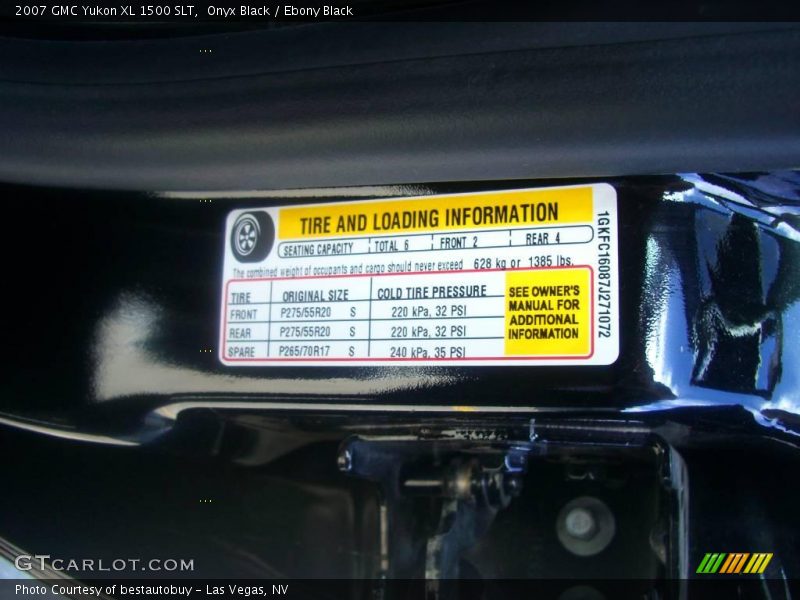 2007 GMC Yukon XL 1500 SLT,  Onyx Black / Ebony Black
TIRE AND LOADING INFORMATION
SEATING CAPACITY TOTAL 6 FRONT 2 REAR 4
The combined weight of occupants and cargo should never exceed 628 kg or 1385 lbs.
TIRE ORIGINAL SIZE COLD TIRE PRESSURE
FRONT P275/55R20 S 220 kPa, 32 PSI
REAR P275/55R20 S 220 kPa, 32 PSI
SPARE P265/70R17 S 240 kPa, 35 PSI
SEE OWNER'S
MANUAL FOR
ADDITIONAL
INFORMATION
1GKFC16087J271072
GTCARLOT.COM
Photo Courtesy of bestautobuy – Las Vegas, NV